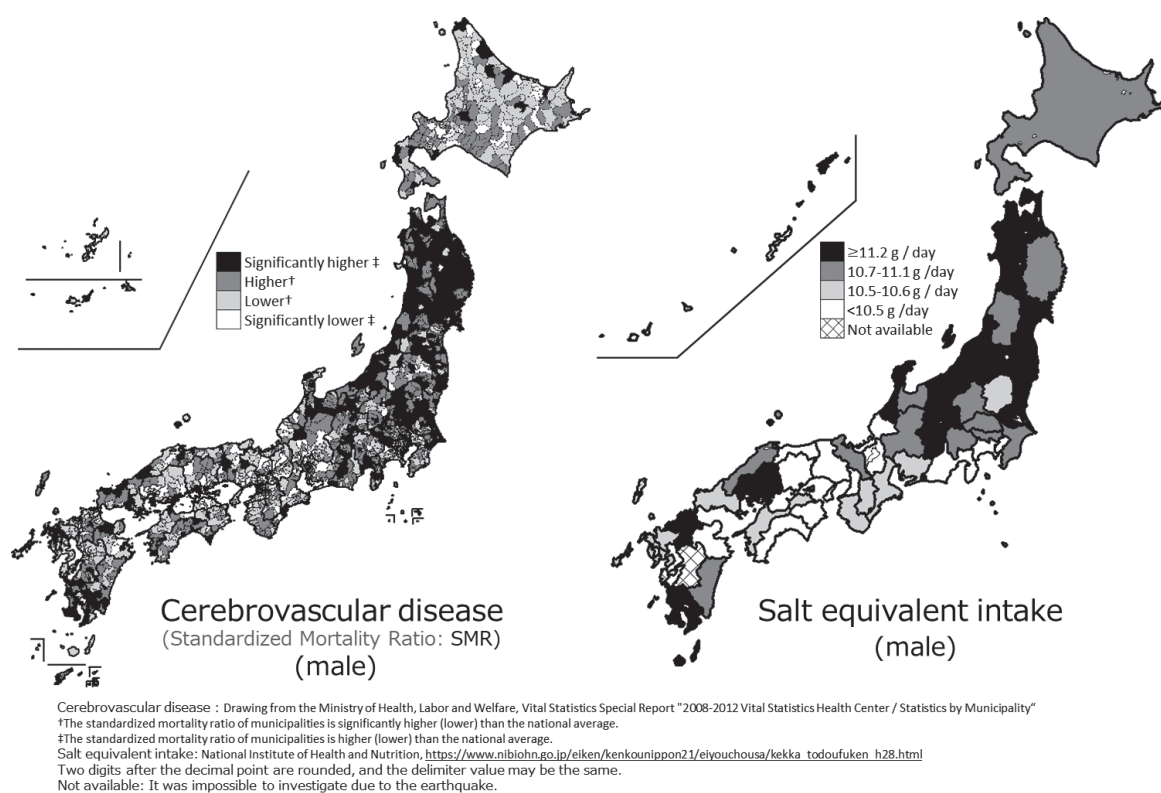 Significantly higher ‡
Higher†
Lower†
Significantly lower ‡
≥11.2 g / day
10.7-11.1 g /day
10.5-10.6 g / day
<10.5 g /day
Not available
Cerebrovascular disease
(Standardized Mortality Ratio: SMR)
(male)
Salt equivalent intake
(male)
Cerebrovascular disease : Drawing from the Ministry of Health, Labor and Welfare, Vital Statistics Special Report "2008-2012 Vital Statistics Health Center / Statistics by Municipality"
†The standardized mortality ratio of municipalities is significantly higher (lower) than the national average.
‡The standardized mortality ratio of municipalities is higher (lower) than the national average.
Salt equivalent intake: National Institute of Health and Nutrition, https://www.nibiohn.go.jp/eiken/kenkounippon21/eiyouchousa/kekka_todoufuken_h28.html
Two digits after the decimal point are rounded, and the delimiter value may be the same.
Not available: It was impossible to investigate due to the earthquake.